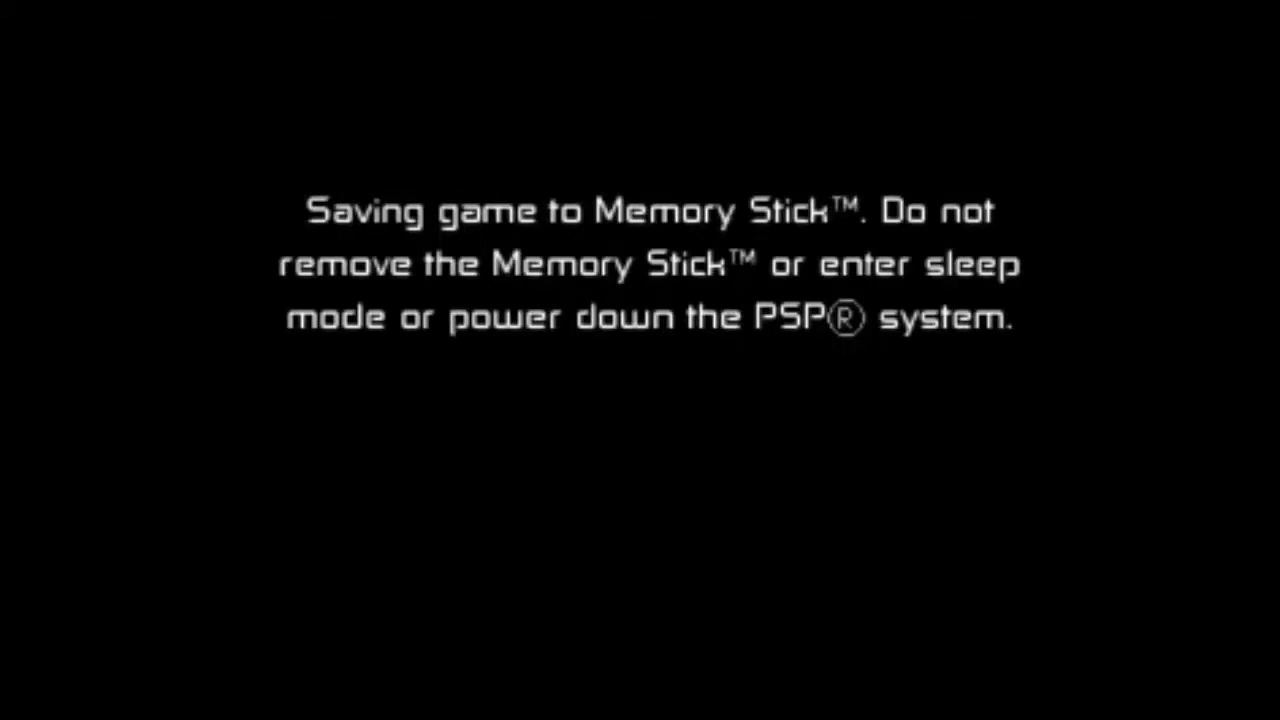 Saving game to Memory Stick™. Do not
remove the Memory Stick™ or enter sleep
mode or power down the PSP® system.